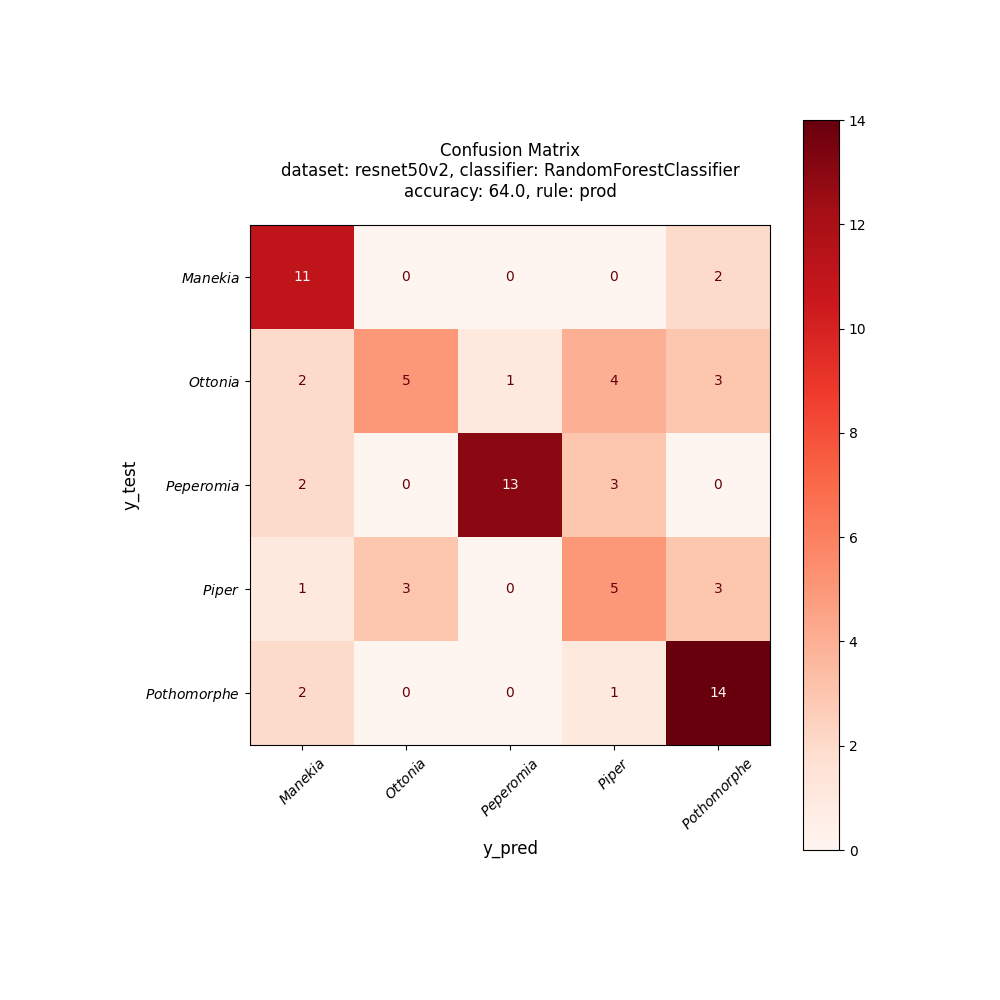 Confusion Matrix
dataset: resnet50v2, classifier: RandomForestClassifier
accuracy: 64.0, rule: prod
Manekia 11 0 0 0 2
Ottonia 2 5 1 4 3
Peperomia 2 0 13 3 0
Piper 1 3 0 5 3
Pothomorphe 2 0 0 1 14
y_test
Manekia Ottonia Peperomia Piper Pothomorphe
y_pred
14
12
10
8
6
4
2
0